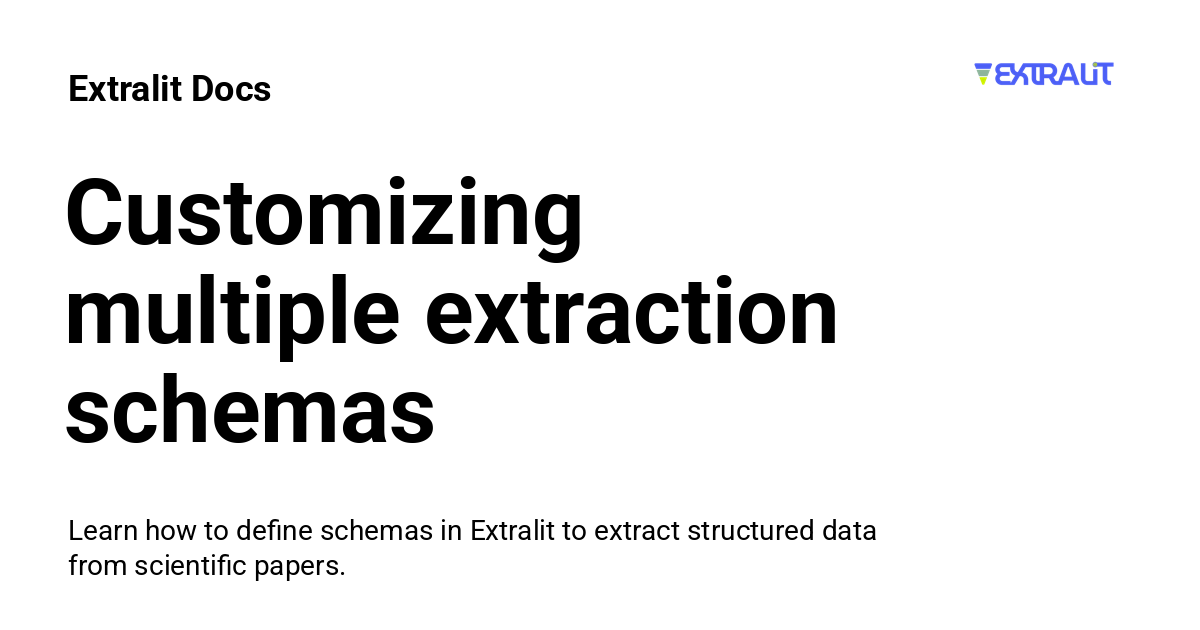 Extralit Docs
EXTRALIT
Customizing
multiple extraction
schemas
Learn how to define schemas in Extralit to extract structured data
from scientific papers.